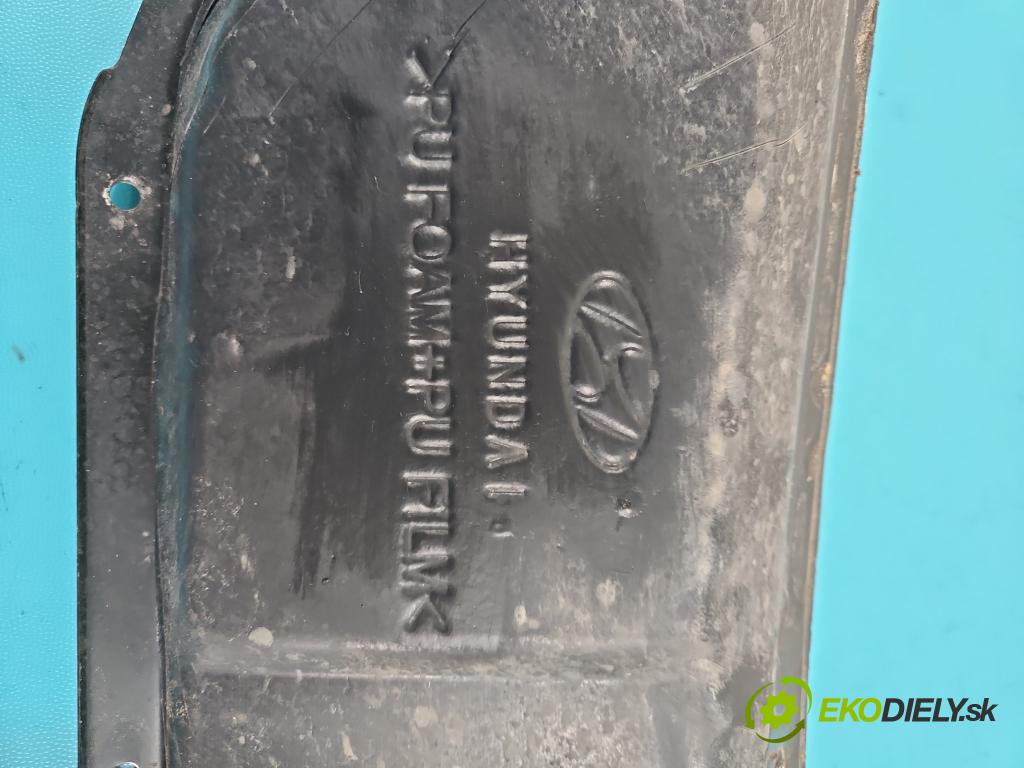 HYUNDAI
>PU FOAM+PU FILM<
EKODIELY.sk